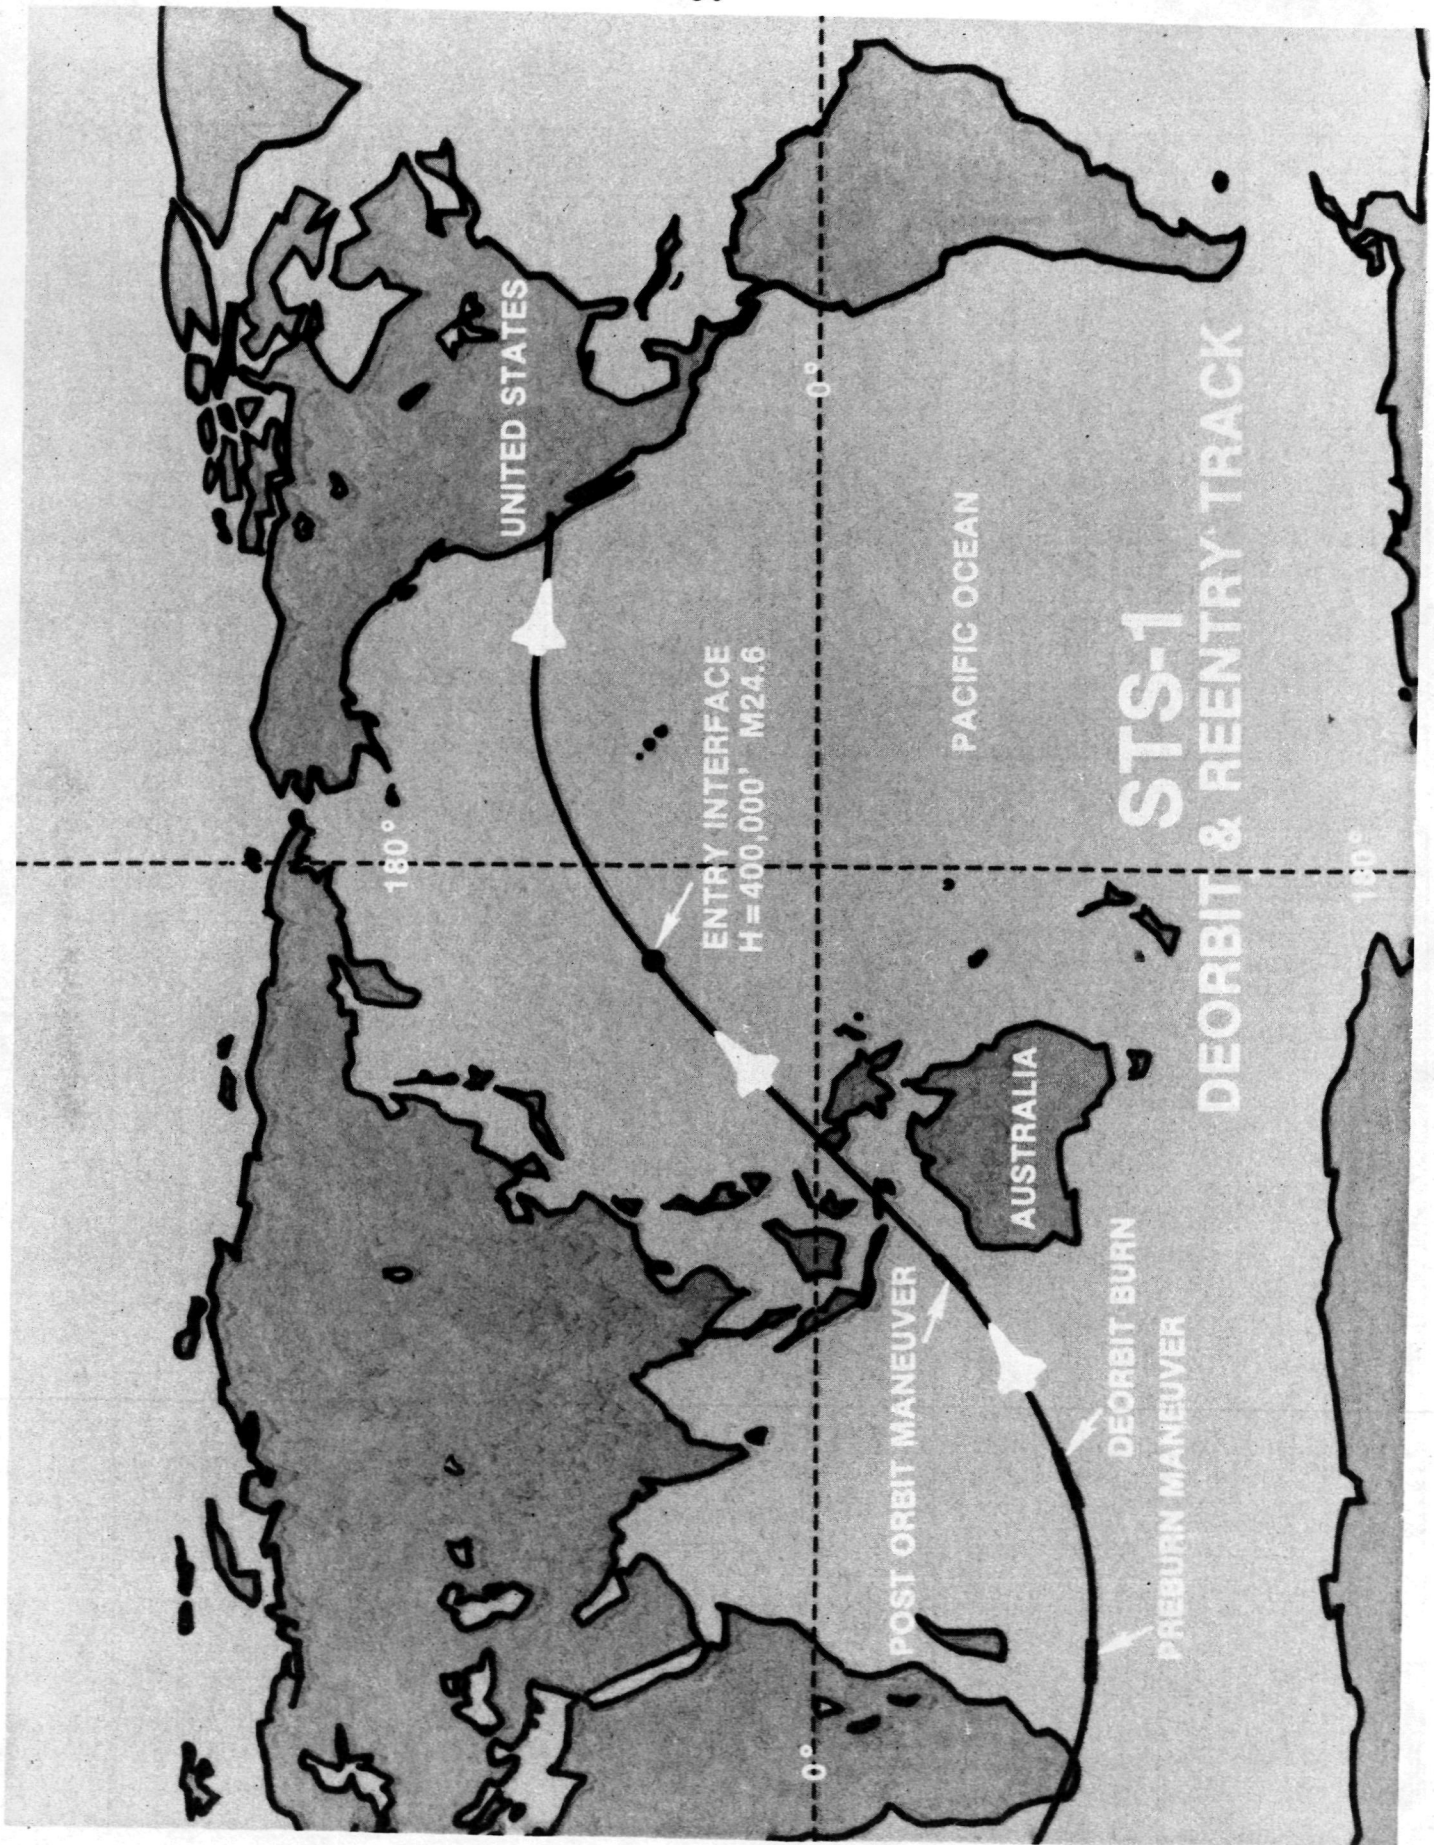 UNITED STATES
180°
ENTRY INTERFACE
H=400,000' M24.6
0°
PACIFIC OCEAN
AUSTRALIA
POST ORBIT MANEUVER
DEORBIT BURN
PREBURN MANEUVER
0°
180°
STS-1
DEORBIT & REENTRY TRACK